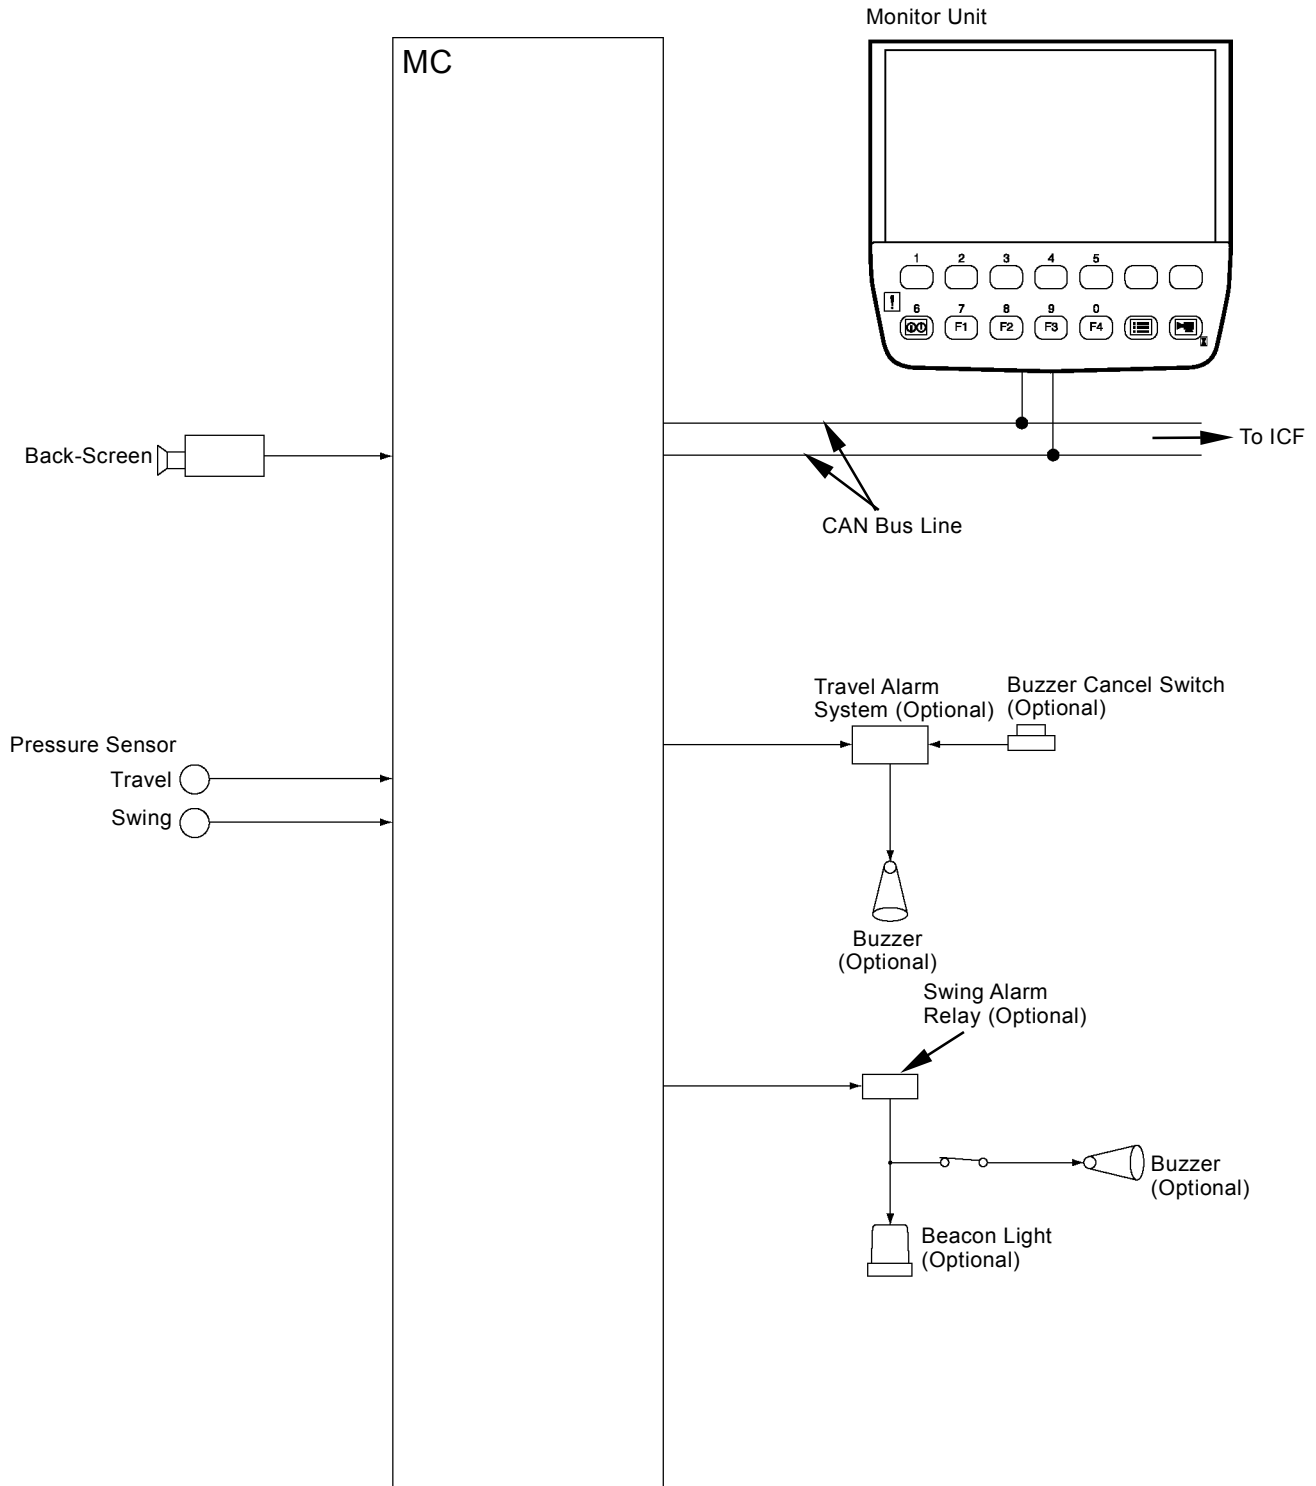 Monitor Unit
MC
1 2 3 4 5
6 7 8 9 0
F1 F2 F3 F4
Back-Screen
To ICF
CAN Bus Line
Travel Alarm
System (Optional)
Buzzer Cancel Switch
(Optional)
Pressure Sensor
Travel
Swing
Buzzer
(Optional)
Swing Alarm
Relay (Optional)
Buzzer
(Optional)
Beacon Light
(Optional)